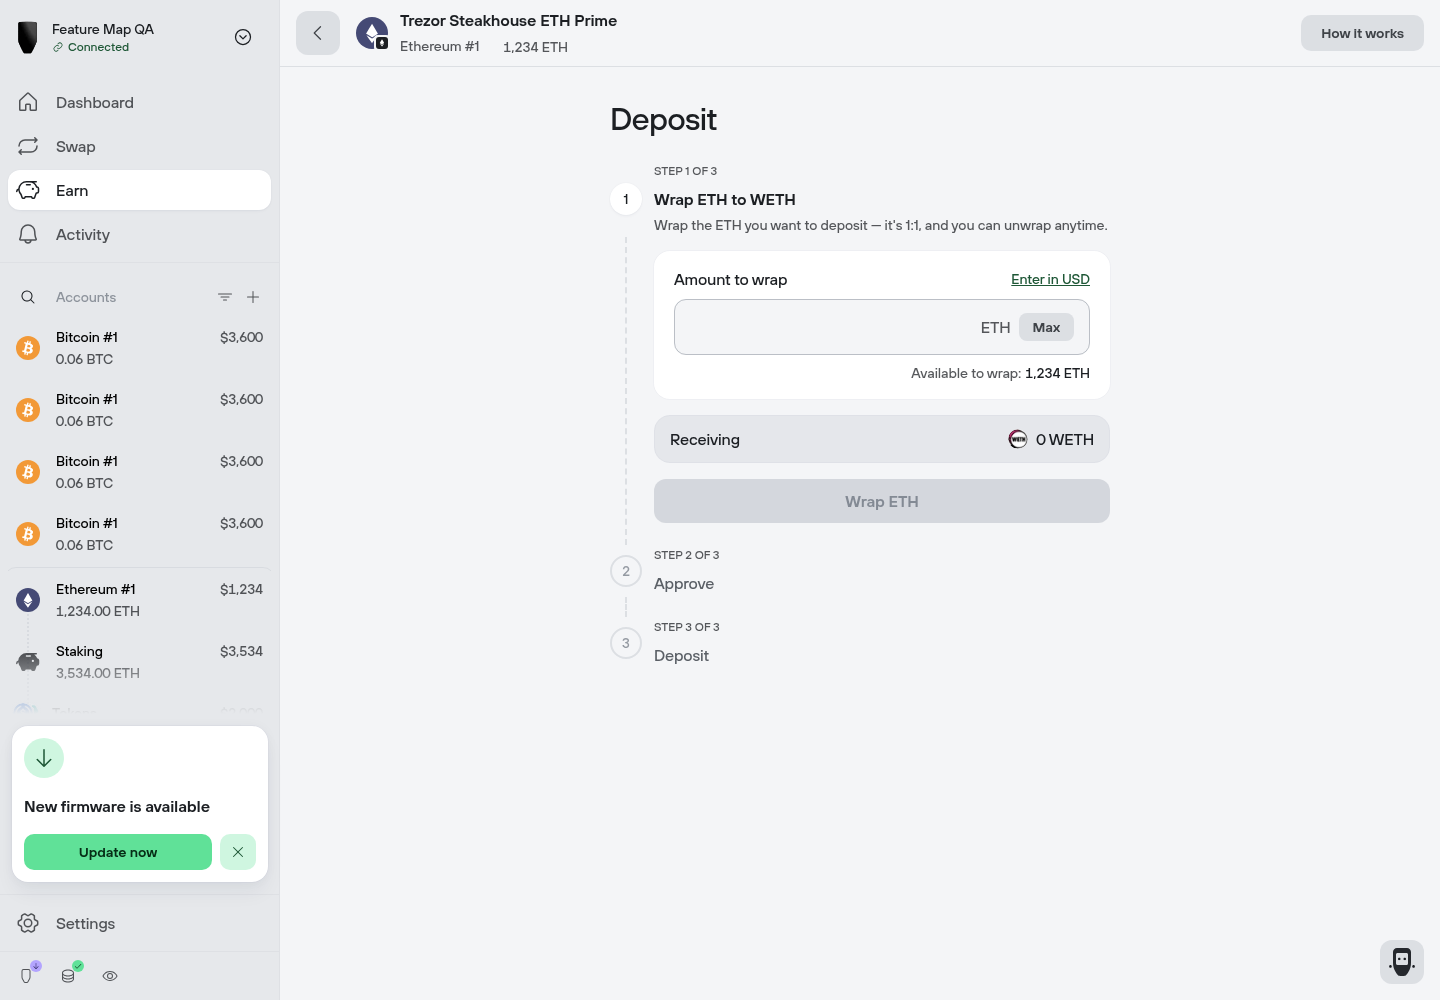 Feature Map QA
Connected
Dashboard
Swap
Earn
Activity
Accounts
Bitcoin #1 $3,600
0.06 BTC
Bitcoin #1 $3,600
0.06 BTC
Bitcoin #1 $3,600
0.06 BTC
Bitcoin #1 $3,600
0.06 BTC
Ethereum #1 $1,234
1,234.00 ETH
Staking $3,534
3,534.00 ETH
New firmware is available
Update now
Settings
Trezor Steakhouse ETH Prime
Ethereum #1 1,234 ETH
How it works
Deposit
STEP 1 OF 3
1 Wrap ETH to WETH
Wrap the ETH you want to deposit — it's 1:1, and you can unwrap anytime.
Amount to wrap Enter in USD
ETH Max
Available to wrap: 1,234 ETH
Receiving WETH 0 WETH
Wrap ETH
STEP 2 OF 3
2 Approve
STEP 3 OF 3
3 Deposit